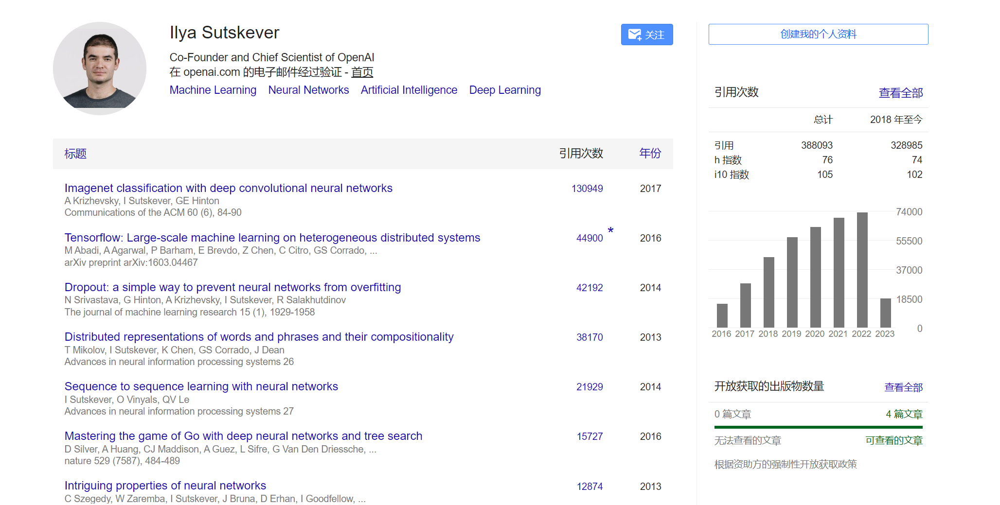 Ilya Sutskever
关注
Co-Founder and Chief Scientist of OpenAI
在 openai.com 的电子邮件经过验证 - 首页
Machine Learning Neural Networks Artificial Intelligence Deep Learning
标题 引用次数 年份
Imagenet classification with deep convolutional neural networks 130949 2017
A Krizhevsky, I Sutskever, GE Hinton
Communications of the ACM 60 (6), 84-90
Tensorflow: Large-scale machine learning on heterogeneous distributed systems 44900 * 2016
M Abadi, A Agarwal, P Barham, E Brevdo, Z Chen, C Citro, GS Corrado, ...
arXiv preprint arXiv:1603.04467
Dropout: a simple way to prevent neural networks from overfitting 42192 2014
N Srivastava, G Hinton, A Krizhevsky, I Sutskever, R Salakhutdinov
The journal of machine learning research 15 (1), 1929-1958
Distributed representations of words and phrases and their compositionality 38170 2013
T Mikolov, I Sutskever, K Chen, GS Corrado, J Dean
Advances in neural information processing systems 26
Sequence to sequence learning with neural networks 21929 2014
I Sutskever, O Vinyals, QV Le
Advances in neural information processing systems 27
Mastering the game of Go with deep neural networks and tree search 15727 2016
D Silver, A Huang, CJ Maddison, A Guez, L Sifre, G Van Den Driessche, ...
nature 529 (7587), 484-489
Intriguing properties of neural networks 12874 2013
C Szegedy, W Zaremba, I Sutskever, J Bruna, D Erhan, I Goodfellow, ...
创建我的个人资料
引用次数 查看全部
总计 2018 年至今
引用 388093 328985
h 指数 76 74
i10 指数 105 102
74000
55500
37000
18500
0
2016 2017 2018 2019 2020 2021 2022 2023
开放获取的出版物数量 查看全部
0 篇文章 4 篇文章
无法查看的文章 可查看的文章
根据资助方的强制性开放获取政策